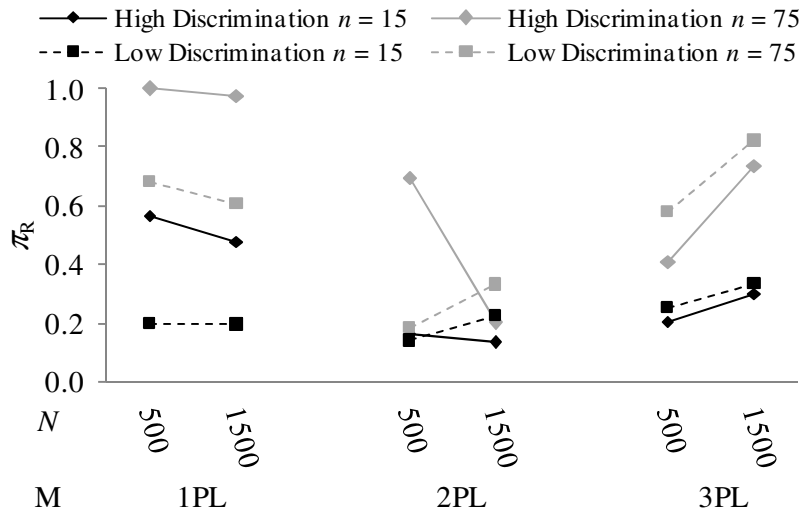 High Discrimination n = 15 High Discrimination n = 75
Low Discrimination n = 15 Low Discrimination n = 75
1.0
0.8
0.6
0.4
0.2
0.0
πR
N 500 1500 500 1500 500 1500
M 1PL 2PL 3PL